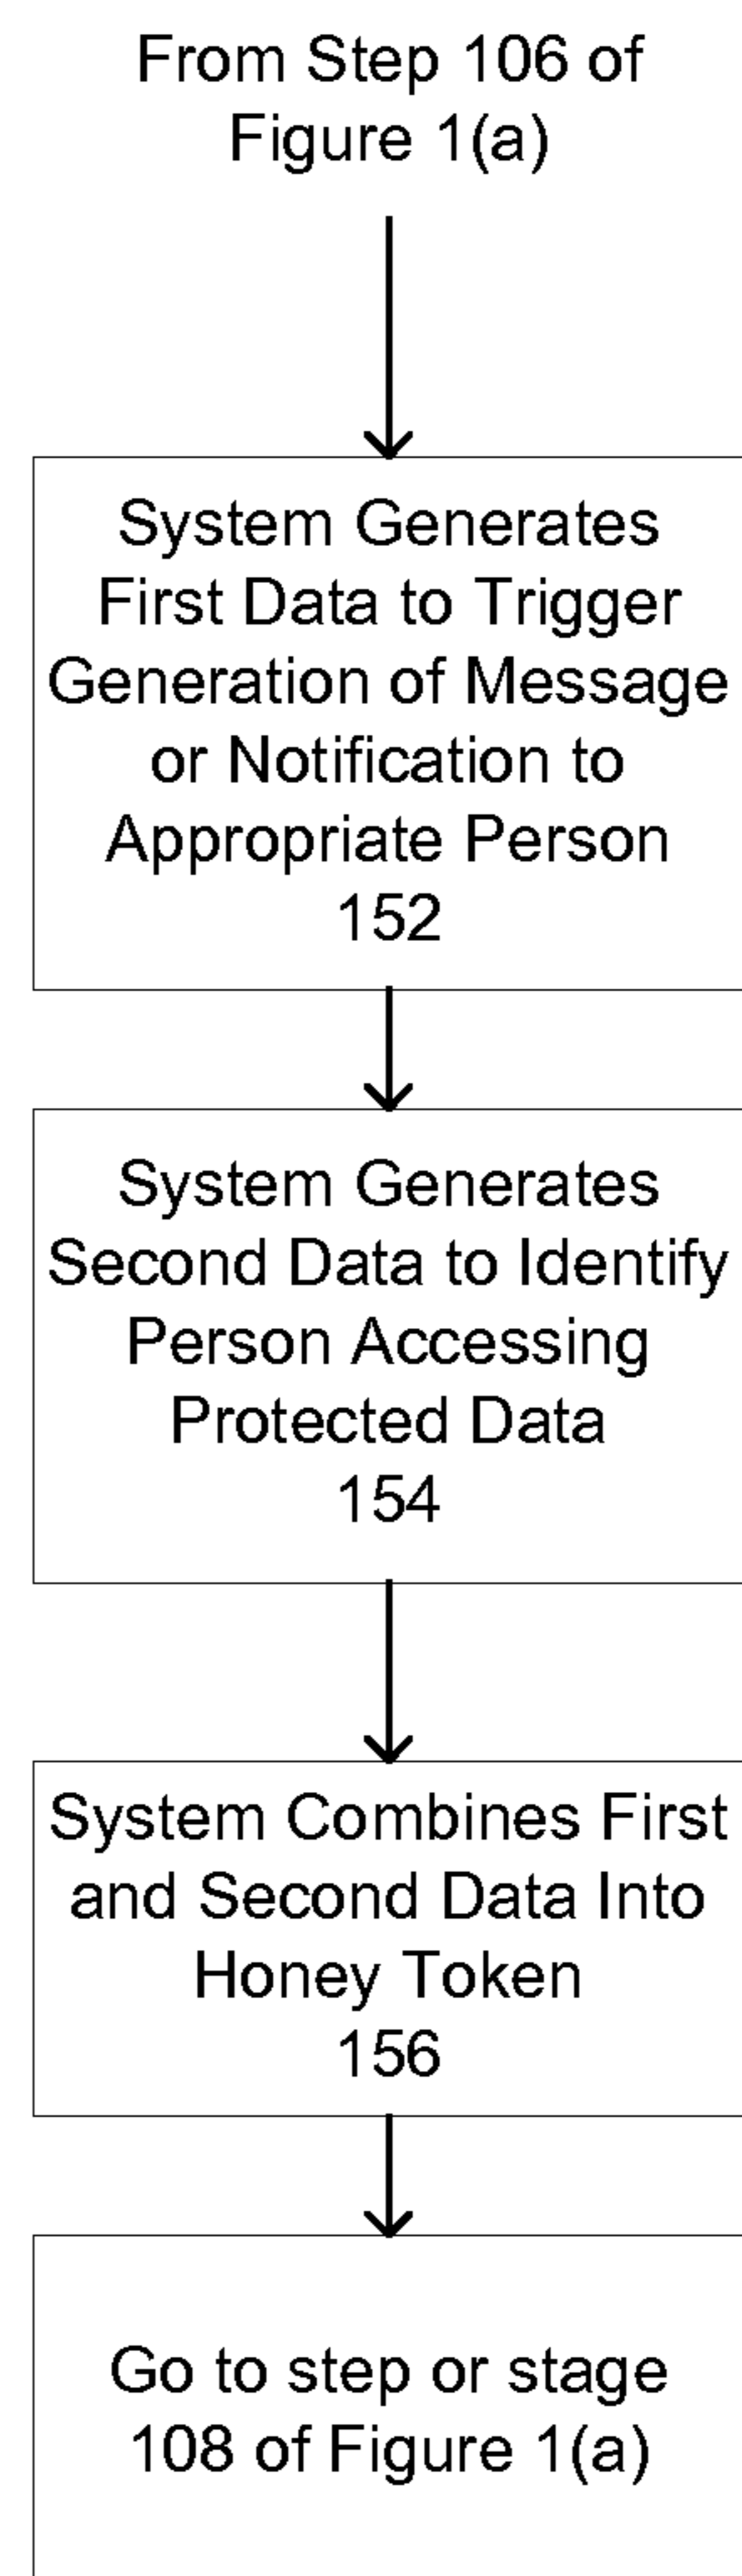 From Step 106 of
Figure 1(a)
System Generates
First Data to Trigger
Generation of Message
or Notification to
Appropriate Person
152
System Generates
Second Data to Identify
Person Accessing
Protected Data
154
System Combines First
and Second Data Into
Honey Token
156
Go to step or stage
108 of Figure 1(a)